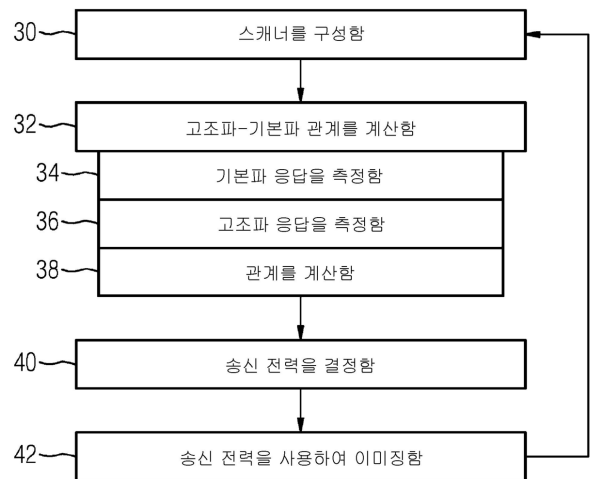 30 스캐너를 구성함
32 고조파-기본파 관계를 계산함
34 기본파 응답을 측정함
36 고조파 응답을 측정함
38 관계를 계산함
40 송신 전력을 결정함
42 송신 전력을 사용하여 이미징함